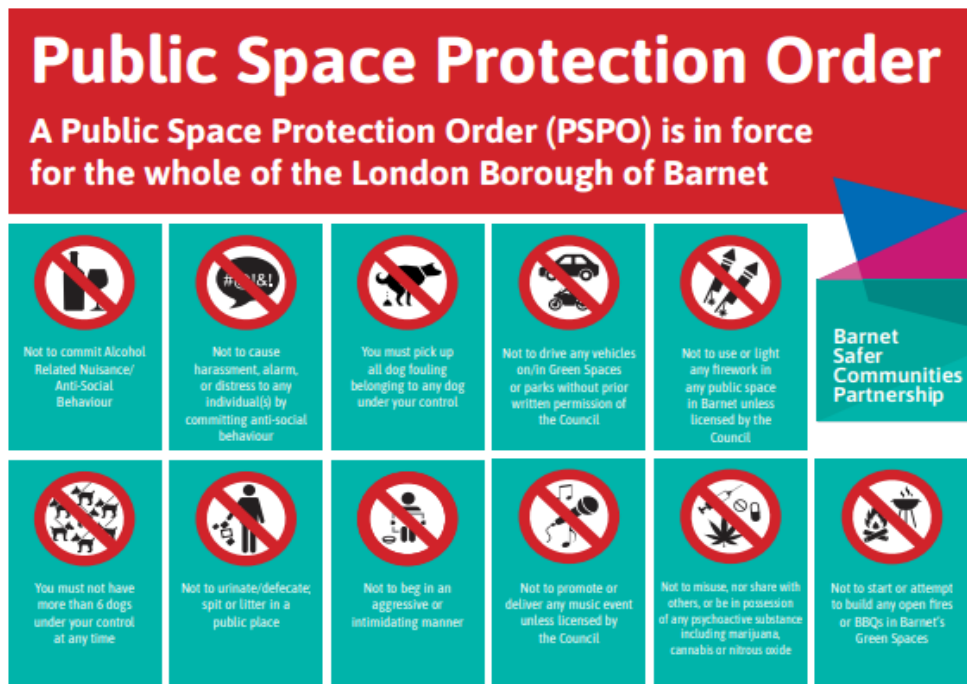 Public Space Protection Order
A Public Space Protection Order (PSPO) is in force
for the whole of the London Borough of Barnet
Barnet
Safer
Communities
Partnership
Not to commit Alcohol
Related Nuisance/
Anti-Social
Behaviour
#@!&!
Not to cause
harassment, alarm,
or distress to any
individual(s) by
committing anti-social
behaviour
You must pick up
all dog fouling
belonging to any dog
under your control
Not to drive any vehicles
on/in Green Spaces
or parks without prior
written permission of
the Council
Not to use or light
any firework in
any public space
in Barnet unless
licensed by the
Council
You must not have
more than 6 dogs
under your control
at any time
Not to urinate/defecate;
spit or litter in a
public place
Not to beg in an
aggressive or
intimidating manner
Not to promote or
deliver any music event
unless licensed by
the Council
Not to misuse, nor share with
others, or be in possession
of any psychoactive substance
including marijuana,
cannabis or nitrous oxide
Not to start or attempt
to build any open fires
or BBQs in Barnet's
Green Spaces